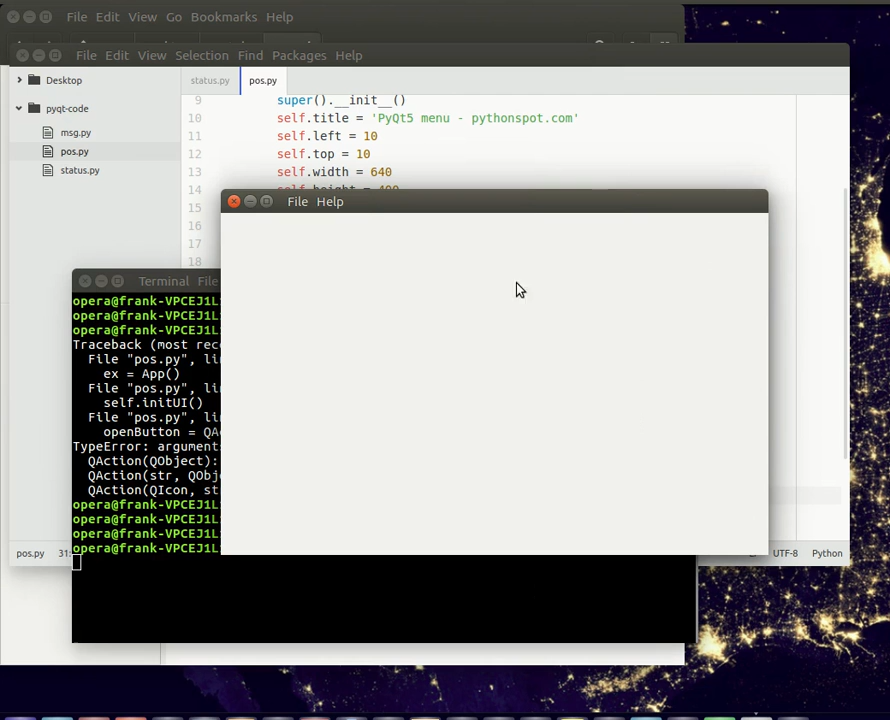 File Edit View Go Bookmarks Help
File Edit View Selection Find Packages Help
Desktop
pyqt-code
msg.py
pos.py
status.py
status.py pos.py
9 super().__init__()
10 self.title = 'PyQt5 menu - pythonspot.com'
11 self.left = 10
12 self.top = 10
13 self.width = 640
14 self.height = 400
15
16
17
18
File Help
Terminal File
opera@frank-VPCEJ1L
opera@frank-VPCEJ1L
opera@frank-VPCEJ1L
Traceback (most rec
File "pos.py", li
ex = App()
File "pos.py", li
self.initUI()
File "pos.py", li
openButton = QA
TypeError: argument
QAction(QObject):
QAction(str, QObj
QAction(QIcon, st
opera@frank-VPCEJ1L
opera@frank-VPCEJ1L
opera@frank-VPCEJ1L
opera@frank-VPCEJ1L
pos.py 31: UTF-8 Python